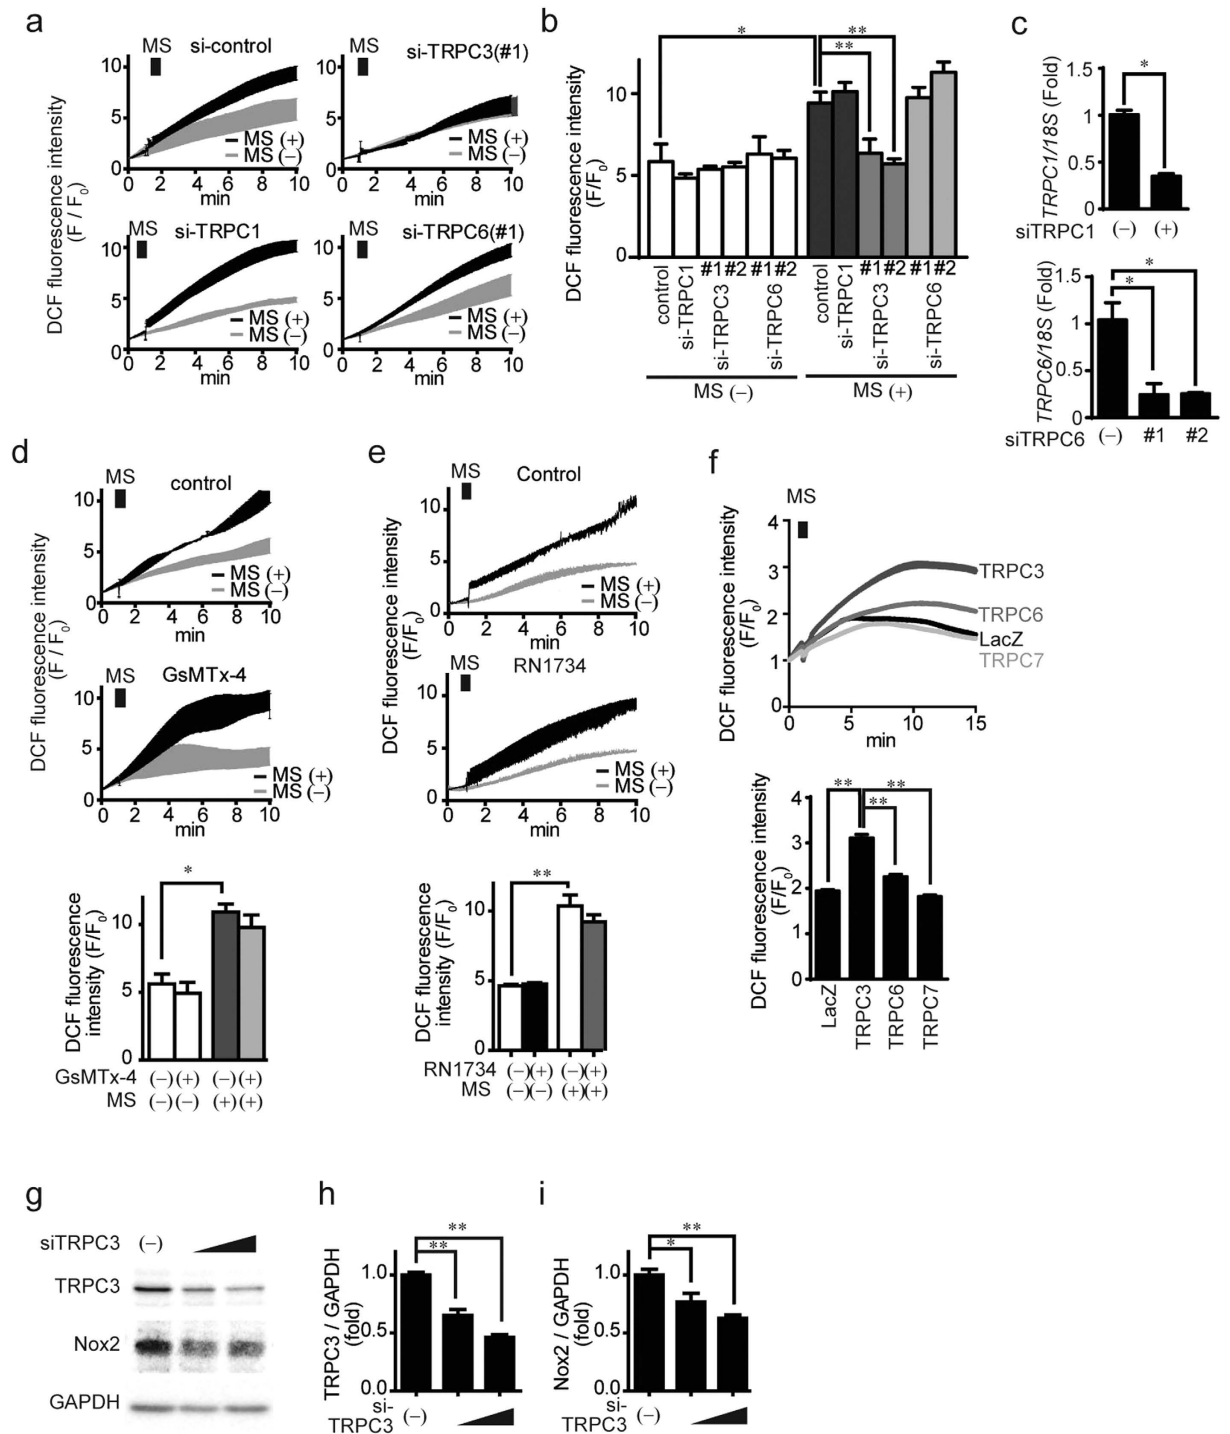 a
MS
si-control
DCF fluorescence intensity
(F / F0)
10
5
1
0 2 4 6 8 10
min
MS (+)
MS (−)
MS
si-TRPC3(#1)
10
5
1
0 2 4 6 8 10
min
MS (+)
MS (−)
MS
si-TRPC1
10
5
1
0 2 4 6 8 10
min
MS (+)
MS (−)
MS
si-TRPC6(#1)
10
5
1
0 2 4 6 8 10
min
MS (+)
MS (−)
b
DCF fluorescence intensity
(F/F0)
10
5
0
*
**
**
control
si-TRPC1
#1 #2
si-TRPC3
#1 #2
si-TRPC6
MS (−)
control
si-TRPC1
#1 #2
si-TRPC3
#1 #2
si-TRPC6
MS (+)
c
TRPC1/18S (Fold)
1.5
1
0.5
0
*
siTRPC1 (−) (+)
TRPC6/18S (Fold)
1.5
1
0.5
0
*
*
siTRPC6 (−) #1 #2
d
MS
control
DCF fluorescence intensity
(F / F0)
10
5
1
0 2 4 6 8 10
min
MS (+)
MS (−)
MS
GsMTx-4
10
5
1
0 2 4 6 8 10
min
MS (+)
MS (−)
DCF fluorescence
intensity (F/F0)
10
5
0
*
GsMTx-4 (−) (+) (−) (+)
MS (−) (−) (+) (+)
e
MS
Control
DCF fluorescence intensity
(F/F0)
10
5
0
0 2 4 6 8 10
min
MS (+)
MS (−)
MS
RN1734
10
5
0
0 2 4 6 8 10
min
MS (+)
MS (−)
DCF fluorescence
intensity (F/F0)
10
5
0
**
RN1734 (−)(+) (−)(+)
MS (−)(−) (+)(+)
f
MS
DCF fluorescence intensity
(F/F0)
4
3
2
1
0
0 5 10 15
min
TRPC3
TRPC6
LacZ
TRPC7
DCF fluorescence intensity
(F/F0)
4
3
2
1
0
**
**
**
LacZ
TRPC3
TRPC6
TRPC7
g
siTRPC3 (−)
TRPC3
Nox2
GAPDH
h
TRPC3 / GAPDH
(fold)
1.0
0.5
0.0
**
**
si-
TRPC3 (−)
i
Nox2 / GAPDH
(fold)
1.0
0.5
0.0
**
*
si-
TRPC3 (−)